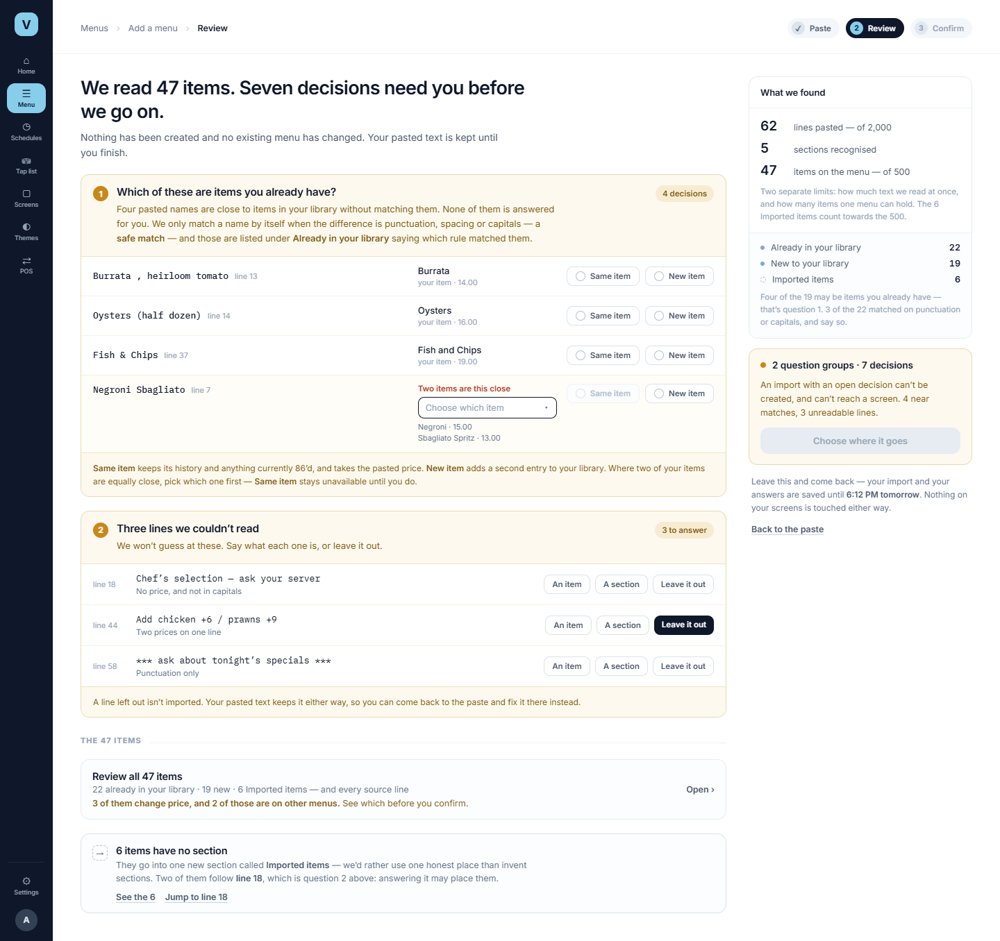 V
Home
Menu
Schedules
Tap list
Screens
Themes
POS
Settings
A
Menus › Add a menu › Review
✓ Paste
2 Review
3 Confirm
We read 47 items. Seven decisions need you before
we go on.
Nothing has been created and no existing menu has changed. Your pasted text is kept until
you finish.
1 Which of these are items you already have?
4 decisions
Four pasted names are close to items in your library without matching them. None of them is answered
for you. We only match a name by itself when the difference is punctuation, spacing or capitals — a
safe match — and those are listed under Already in your library saying which rule matched them.
Burrata , heirloom tomato line 13
Burrata
your item · 14.00
Same item
New item
Oysters (half dozen) line 14
Oysters
your item · 16.00
Same item
New item
Fish & Chips line 37
Fish and Chips
your item · 19.00
Same item
New item
Negroni Sbagliato line 7
Two items are this close
Choose which item
Negroni · 15.00
Sbagliato Spritz · 13.00
Same item
New item
Same item keeps its history and anything currently 86’d, and takes the pasted price. New item adds a second entry to your library. Where two of your items
are equally close, pick which one first — Same item stays unavailable until you do.
2 Three lines we couldn’t read
3 to answer
We won’t guess at these. Say what each one is, or leave it out.
line 18
Chef’s selection — ask your server
No price, and not in capitals
An item
A section
Leave it out
line 44
Add chicken +6 / prawns +9
Two prices on one line
An item
A section
Leave it out
line 58
*** ask about tonight’s specials ***
Punctuation only
An item
A section
Leave it out
A line left out isn’t imported. Your pasted text keeps it either way, so you can come back to the paste and fix it there instead.
THE 47 ITEMS
Review all 47 items
22 already in your library · 19 new · 6 Imported items — and every source line
3 of them change price, and 2 of those are on other menus. See which before you confirm.
Open ›
→ 6 items have no section
They go into one new section called Imported items — we’d rather use one honest place than invent
sections. Two of them follow line 18, which is question 2 above: answering it may place them.
See the 6
Jump to line 18
What we found
62 lines pasted — of 2,000
5 sections recognised
47 items on the menu — of 500
Two separate limits: how much text we read at once,
and how many items one menu can hold. The 6
Imported items count towards the 500.
Already in your library 22
New to your library 19
Imported items 6
Four of the 19 may be items you already have —
that’s question 1. 3 of the 22 matched on punctuation
or capitals, and say so.
2 question groups · 7 decisions
An import with an open decision can’t be
created, and can’t reach a screen. 4 near
matches, 3 unreadable lines.
Choose where it goes
Leave this and come back — your import and your
answers are saved until 6:12 PM tomorrow. Nothing on
your screens is touched either way.
Back to the paste